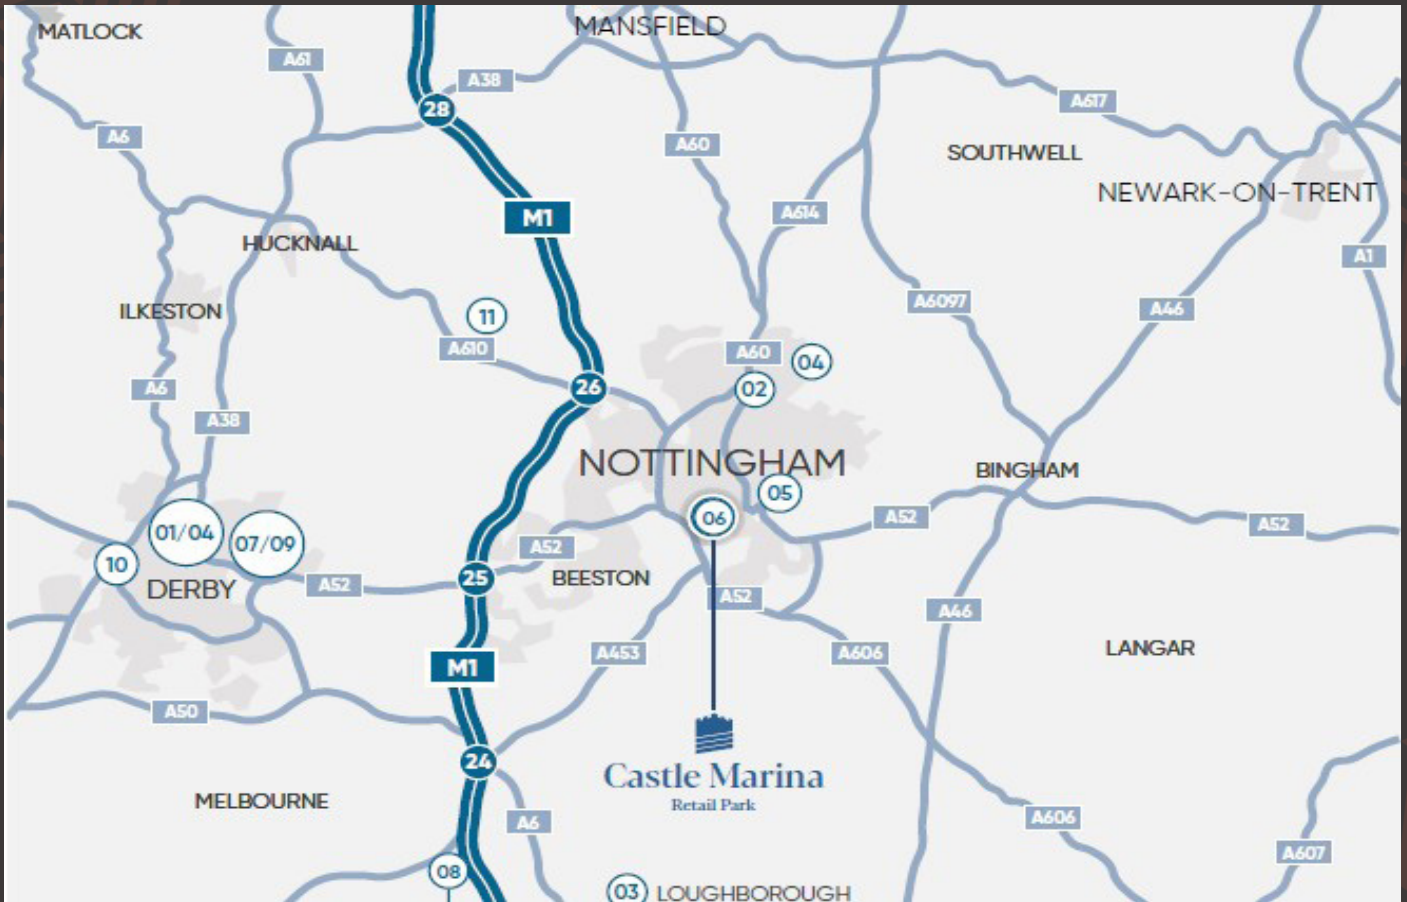 MATLOCK
MANSFIELD
A61
A38
28
A617
A6
A60
SOUTHWELL
NEWARK-ON-TRENT
M1
A614
HUCKNALL
A1
ILKESTON
A6097
A46
11
A610
A60
04
26
02
A6
A38
NOTTINGHAM
BINGHAM
05
06
A52
A52
01/04
07/09
10
A52
BEESTON
25
DERBY
A52
A52
A46
LANGAR
A453
A606
M1
A50
24
Castle Marina
Retail Park
MELBOURNE
A6
A606
A607
08
03 LOUGHBOROUGH